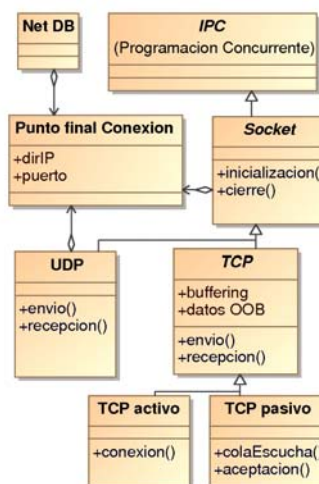 Net DB
IPC
(Programacion Concurrente)
Punto final Conexion
+dirIP
+puerto
Socket
+inicializacion()
+cierre()
UDP
+envio()
+recepcion()
TCP
+buffering
+datos OOB
+envio()
+recepcion()
TCP activo
+conexion()
TCP pasivo
+colaEscucha()
+aceptacion()